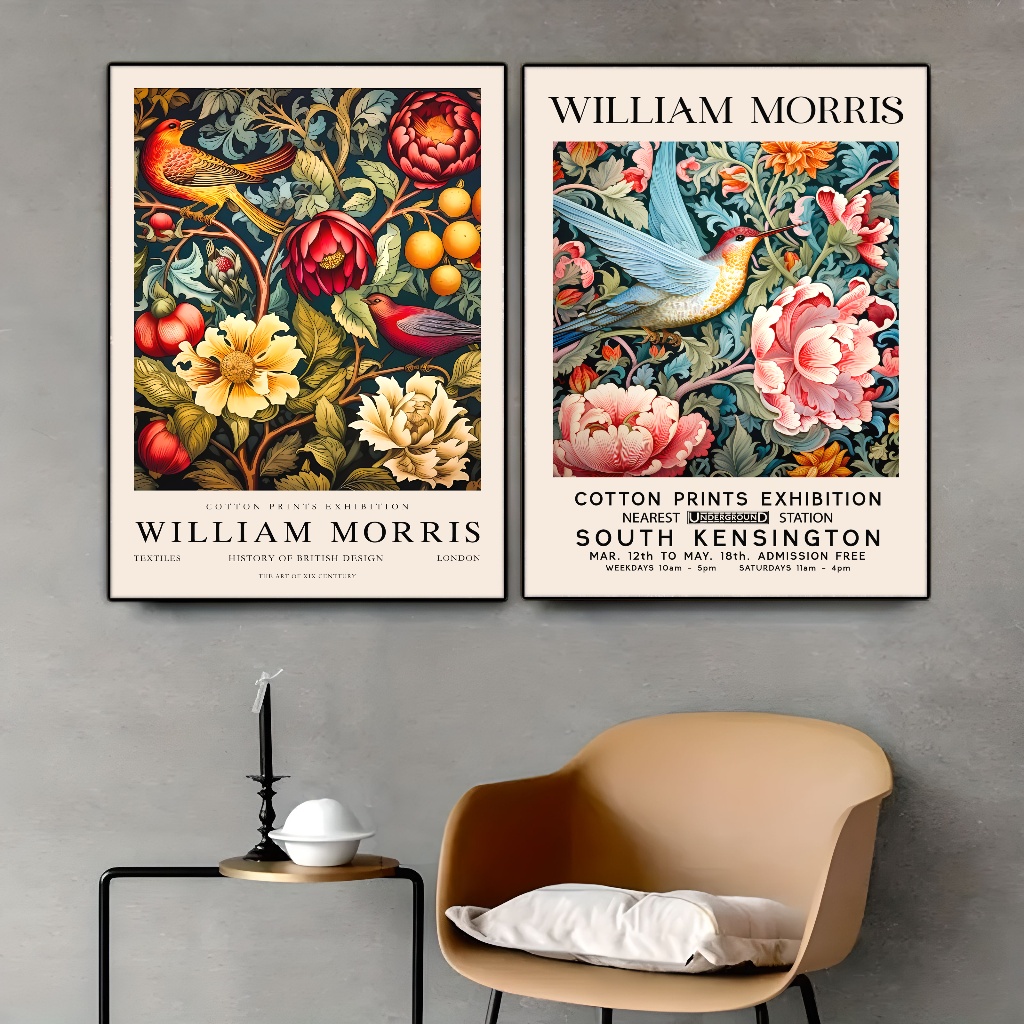 COTTON PRINTS EXHIBITION
WILLIAM MORRIS
TEXTILES HISTORY OF BRITISH DESIGN LONDON
THE ART OF XIX CENTURY
WILLIAM MORRIS
COTTON PRINTS EXHIBITION
NEAREST UNDERGROUND STATION
SOUTH KENSINGTON
MAR. 12th TO MAY. 18th. ADMISSION FREE
WEEKDAYS 10am - 5pm SATURDAYS 11am - 4pm